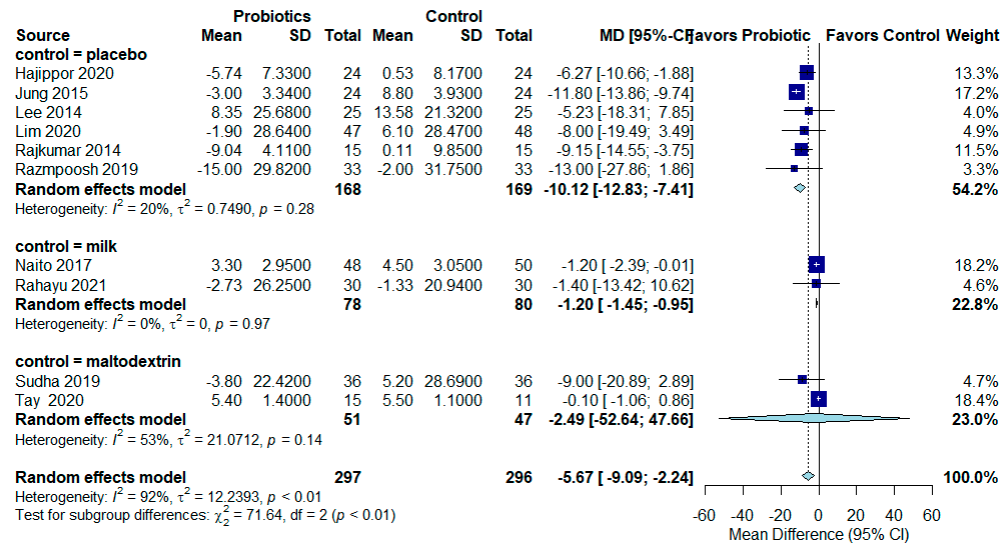 Probiotics Control
Source Mean SD Total Mean SD Total MD [95%-CI] Favors Probiotic Favors Control Weight
control = placebo
Hajippor 2020 -5.74 7.3300 24 0.53 8.1700 24 -6.27 [-10.66; -1.88] 13.3%
Jung 2015 -3.00 3.3400 24 8.80 3.9300 24 -11.80 [-13.86; -9.74] 17.2%
Lee 2014 8.35 25.6800 25 13.58 21.3200 25 -5.23 [-18.31; 7.85] 4.0%
Lim 2020 -1.90 28.6400 47 6.10 28.4700 48 -8.00 [-19.49; 3.49] 4.9%
Rajkumar 2014 -9.04 4.1100 15 0.11 9.8500 15 -9.15 [-14.55; -3.75] 11.5%
Razmpoosh 2019 -15.00 29.8200 33 -2.00 31.7500 33 -13.00 [-27.86; 1.86] 3.3%
Random effects model 168 169 -10.12 [-12.83; -7.41] 54.2%
Heterogeneity: I² = 20%, τ² = 0.7490, p = 0.28
control = milk
Naito 2017 3.30 2.9500 48 4.50 3.0500 50 -1.20 [ -2.39; -0.01] 18.2%
Rahayu 2021 -2.73 26.2500 30 -1.33 20.9400 30 -1.40 [-13.42; 10.62] 4.6%
Random effects model 78 80 -1.20 [ -1.45; -0.95] 22.8%
Heterogeneity: I² = 0%, τ² = 0, p = 0.97
control = maltodextrin
Sudha 2019 -3.80 22.4200 36 5.20 28.6900 36 -9.00 [-20.89; 2.89] 4.7%
Tay 2020 5.40 1.4000 15 5.50 1.1000 11 -0.10 [ -1.06; 0.86] 18.4%
Random effects model 51 47 -2.49 [-52.64; 47.66] 23.0%
Heterogeneity: I² = 53%, τ² = 21.0712, p = 0.14
Random effects model 297 296 -5.67 [ -9.09; -2.24] 100.0%
Heterogeneity: I² = 92%, τ² = 12.2393, p < 0.01
Test for subgroup differences: χ²₂ = 71.64, df = 2 (p < 0.01)
-60 -40 -20 0 20 40 60
Mean Difference (95% CI)